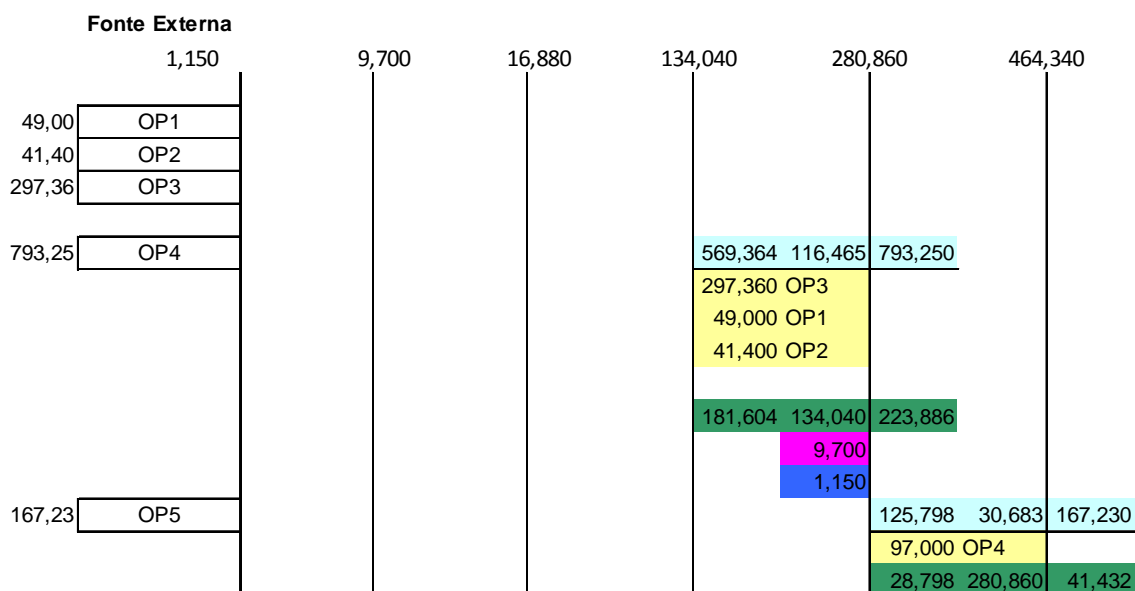 Fonte Externa
1,150 9,700 16,880 134,040 280,860 464,340
49,00 OP1
41,40 OP2
297,36 OP3
793,25 OP4 569,364 116,465 793,250
297,360 OP3
49,000 OP1
41,400 OP2
181,604 134,040 223,886
9,700
1,150
167,23 OP5 125,798 30,683 167,230
97,000 OP4
28,798 280,860 41,432